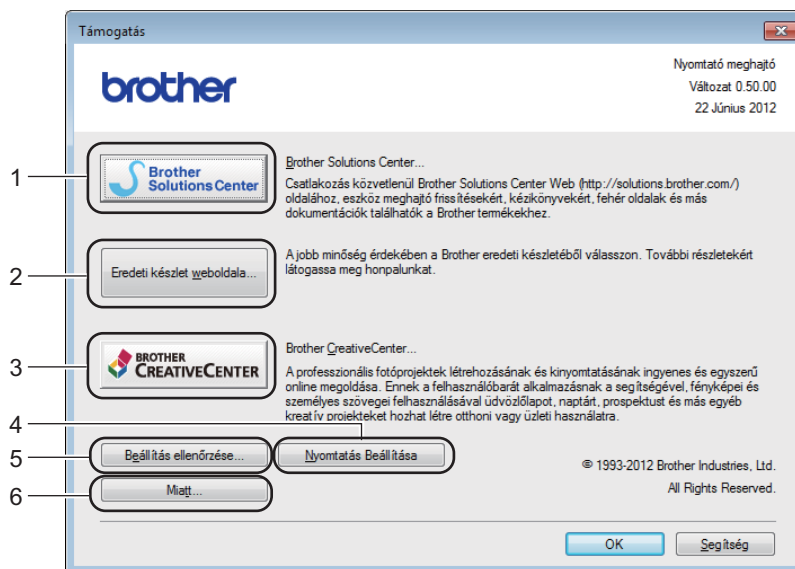 Támogatás
brother
Nyomtató meghajtó
Változat 0.50.00
22 Június 2012
1
Brother
Solutions Center
Brother Solutions Center...
Csatlakozás közvetlenül Brother Solutions Center Web (http://solutions.brother.com/)
oldalához, eszköz meghajtó frissítésekért, kézikönyvekért, fehér oldalak és más
dokumentációk találhatók a Brother termékekhez.
2
Eredeti készlet weboldala...
A jobb minőség érdekében a Brother eredeti készletéből válasszon. További részletekért
látogassa meg honpalunkat.
3
BROTHER
CREATIVECENTER
Brother CreativeCenter...
A professzionális fotóprojektek létrehozásának és kinyomtatásának ingyenes és egyszerű
online megoldása. Ennek a felhasználóbarát alkalmazásnak a segítségével, fényképei és
személyes szövegei felhasználásával üdvözlőlapot, naptárt, prospektust és más egyéb
kreatív projekteket hozhat létre otthoni vagy üzleti használatra.
4
5
Beállítás ellenőrzése...
Nyomtatás Beállítása
6
Miatt...
© 1993-2012 Brother Industries, Ltd.
All Rights Reserved.
OK
Segítség